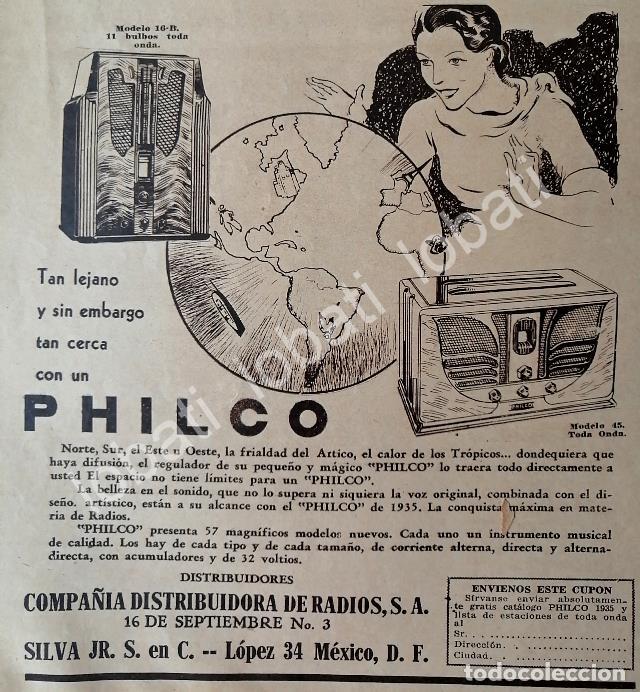 Modelo 16-B.
11 bulbos toda
onda.
Tan lejano
y sin embargo
tan cerca
con un
PHILCO
PHILCO
Modelo 45.
Toda Onda.
Norte, Sur, el Este u Oeste, la frialdad del Artico, el calor de los Trópicos... dondequiera que
haya difusión, el regulador de su pequeño y mágico "PHILCO" lo traera todo directamente a
usted El espacio no tiene límites para un "PHILCO".
La belleza en el sonido, que no lo supera ni siquiera la voz original, combinada con el di-
seño. artístico, están a su alcance con el "PHILCO" de 1935. La conquista máxima en mate-
ria de Radios.
"PHILCO" presenta 57 magníficos modelos nuevos. Cada uno un instrumento musical
de calidad. Los hay de cada tipo y de cada tamaño, de corriente alterna, directa y alterna-
directa, con acumuladores y de 32 voltios.
DISTRIBUIDORES
COMPAÑIA DISTRIBUIDORA DE RADIOS, S. A.
16 DE SEPTIEMBRE No. 3
SILVA JR. S. en C. -- López 34 México, D. F.
ENVIENOS ESTE CUPON
Sírvanse enviar absolutamen-
te gratis catálogo PHILCO 1935 y
lista de estaciones de toda onda
al
Sr. . . . . . . . . . . . . . . . .
Dirección. . . . . . . . . . . . .
Ciudad. . . . . . . . . . . . . . .
lobati lobati lobati lobati
todocoleccion